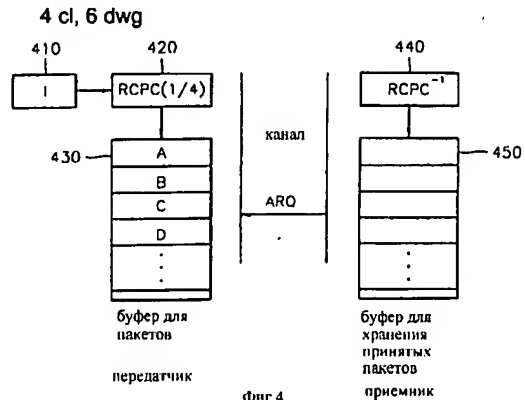 4 cl, 6 dwg
410
420
440
I
RCPC(1/4)
RCPC⁻¹
канал
430
A
450
B
C
ARQ
D
буфер для
пакетов
буфер для
хранения
принятых
пакетов
передатчик
приемник
Фиг.4